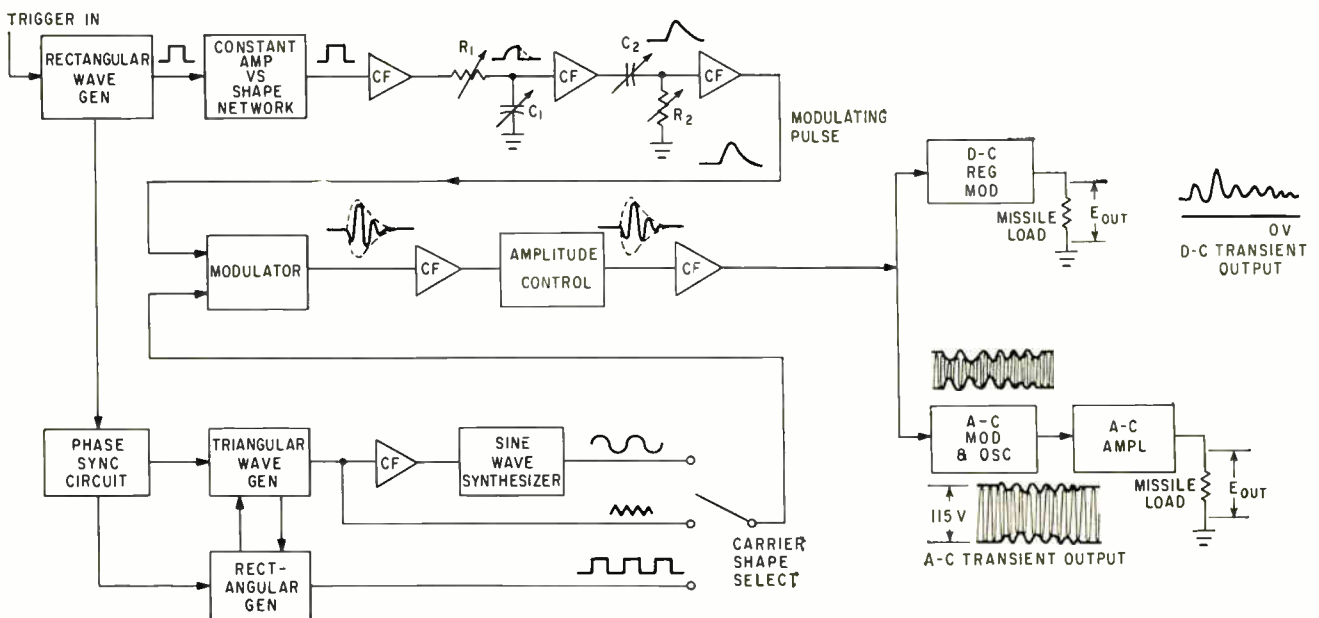 TRIGGER IN
RECTANGULAR
WAVE
GEN
CONSTANT
AMP
VS
SHAPE
NETWORK
CF
R1
C1
CF
C2
R2
CF
MODULATING
PULSE
D-C
REG
MOD
MISSILE
LOAD
EOUT
0V
D-C TRANSIENT
OUTPUT
MODULATOR
CF
AMPLITUDE
CONTROL
CF
PHASE
SYNC
CIRCUIT
TRIANGULAR
WAVE
GEN
CF
SINE
WAVE
SYNTHESIZER
RECT-
ANGULAR
GEN
CARRIER
SHAPE
SELECT
A-C
MOD
& OSC
A-C
AMPL
MISSILE
LOAD
EOUT
115 V
A-C TRANSIENT OUTPUT